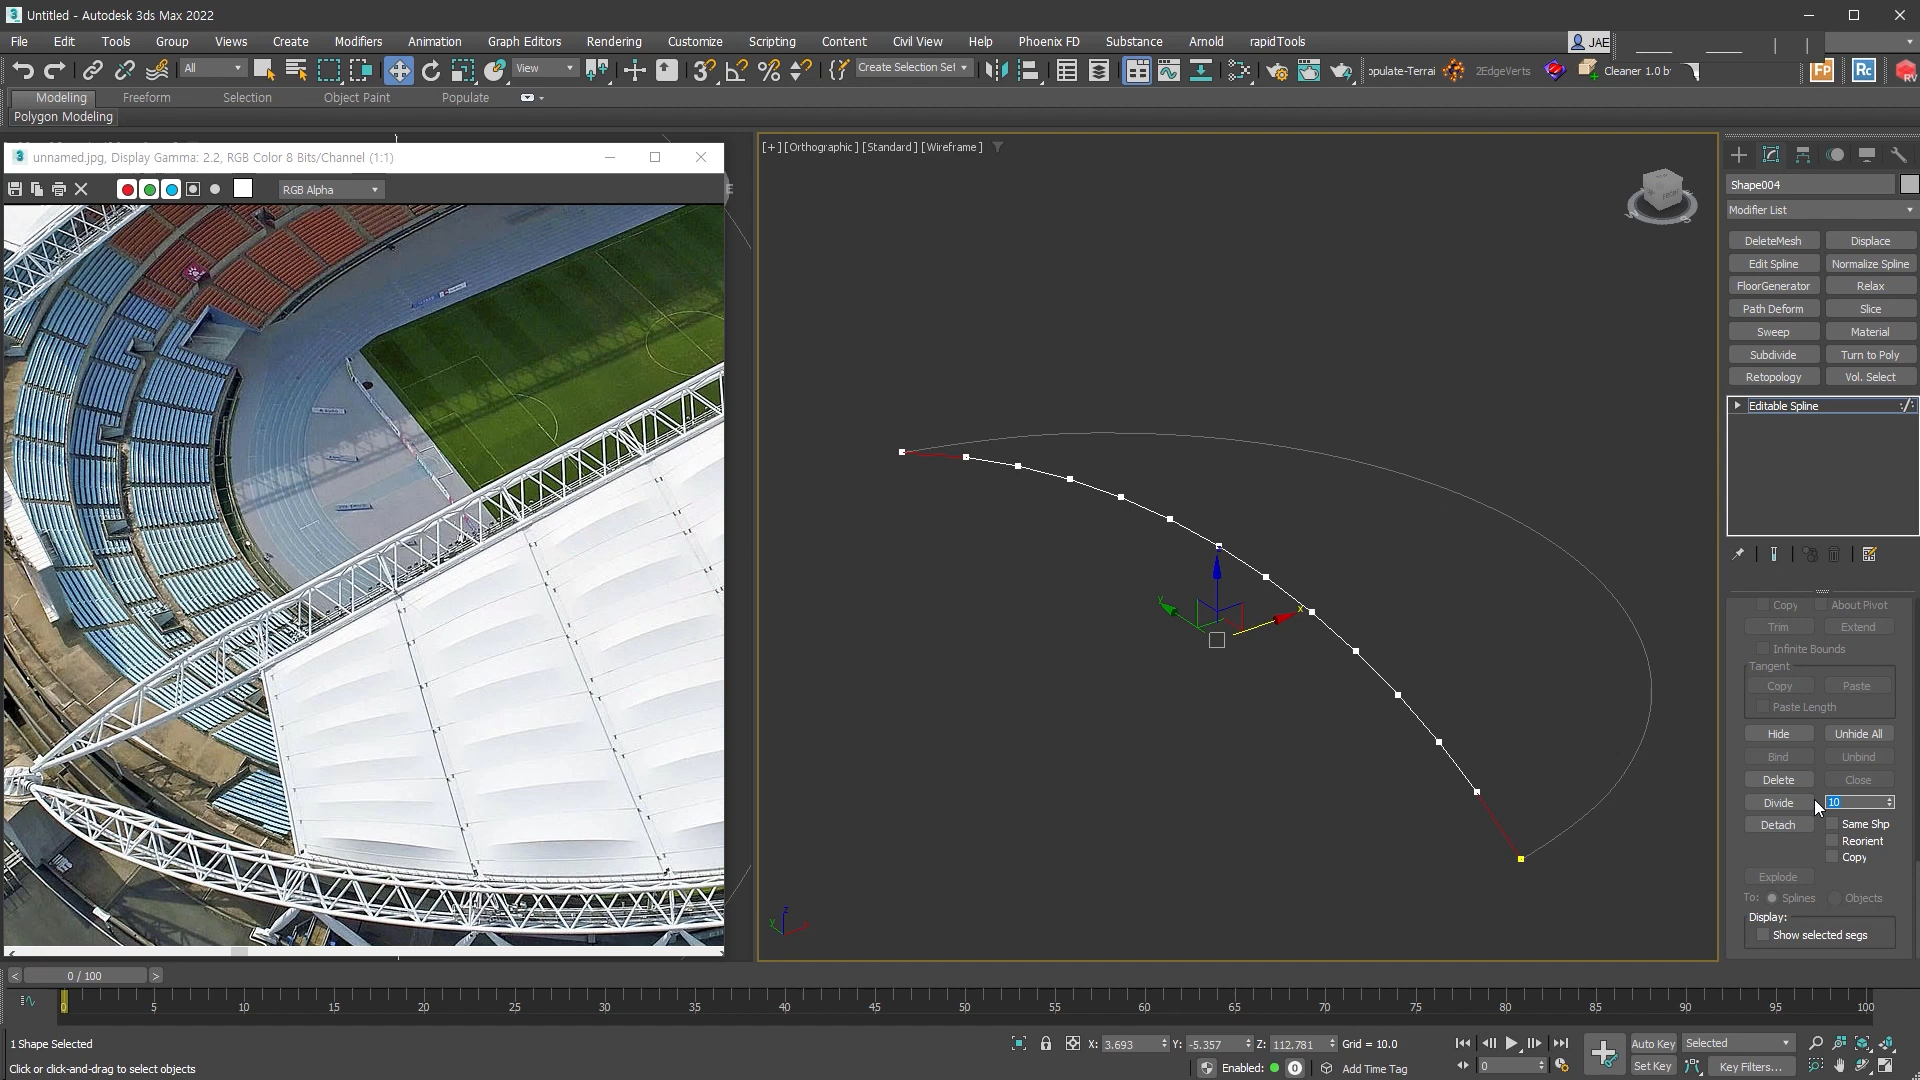 Untitled - Autodesk 3ds Max 2022
File Edit Tools Group Views Create Modifiers Animation Graph Editors Rendering Customize Scripting Content Civil View Help Phoenix FD Substance Arnold rapidTools JAE
All View Create Selection Set opulate-Terrai 2EdgeVerts Cleaner 1.0 b FP Rc RV
Modeling Freeform Selection Object Paint Populate
Polygon Modeling
unnamed.jpg, Display Gamma: 2.2, RGB Color 8 Bits/Channel (1:1)
RGB Alpha
[+] [Orthographic] [Standard] [Wireframe]
Shape004
Modifier List
DeleteMesh Displace
Edit Spline Normalize Spline
FloorGenerator Relax
Path Deform Slice
Sweep Material
Subdivide Turn to Poly
Retopology Vol. Select
Editable Spline
Copy About Pivot
Trim Extend
Infinite Bounds
Tangent
Copy Paste
Paste Length
Hide Unhide All
Bind Unbind
Delete Close
Divide 10
Detach Same Shp
Reorient
Copy
Explode
To: Splines Objects
Display:
Show selected segs
x
y
z
y
< 0 / 100 >
0 5 10 15 20 25 30 35 40 45 50 55 60 65 70 75 80 85 90 95 100
1 Shape Selected X: 3.693 Y: -5.357 Z: 112.781 Grid = 10.0 Auto Key Selected
Click or click-and-drag to select objects Enabled: 0 Add Time Tag 0 Set Key Key Filters...